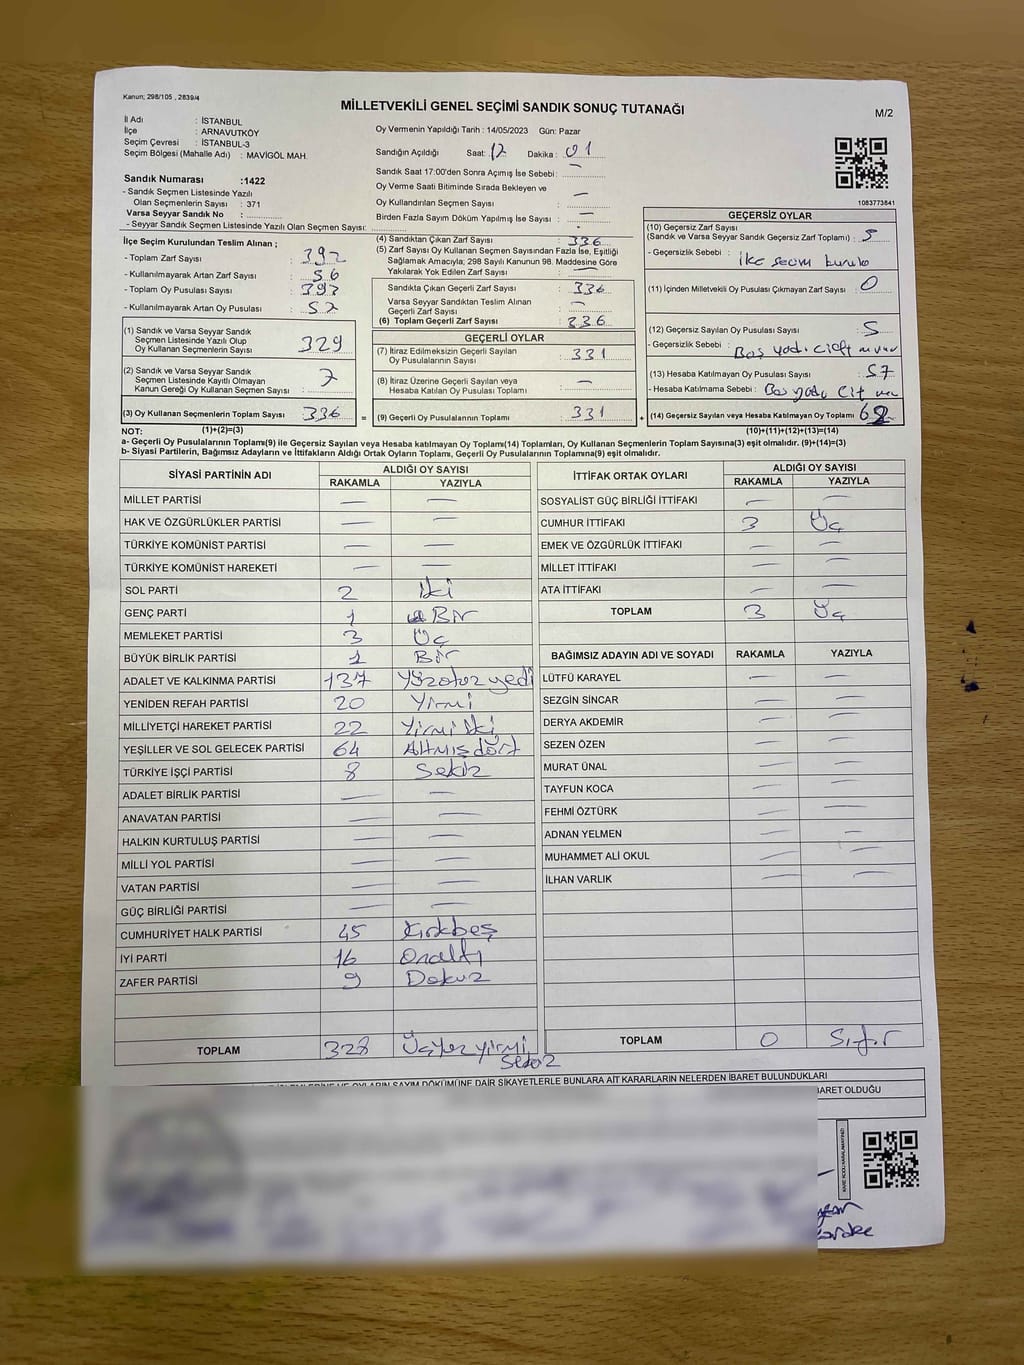 Kanun; 298/105 , 2839/4
MİLLETVEKİLİ GENEL SEÇİMİ SANDIK SONUÇ TUTANAĞI
M/2
İl Adı : İSTANBUL
İlçe : ARNAVUTKÖY
Seçim Çevresi : İSTANBUL-3
Seçim Bölgesi (Mahalle Adı) : MAVİGÖL MAH.
Sandık Numarası :1422
- Sandık Seçmen Listesinde Yazılı
Olan Seçmenlerin Sayısı : 371
Varsa Seyyar Sandık No :
- Seyyar Sandık Seçmen Listesinde Yazılı Olan Seçmen Sayısı:
Oy Vermenin Yapıldığı Tarih : 14/05/2023 Gün: Pazar
Sandığın Açıldığı Saat: 17 Dakika : 01
Sandık Saat 17:00'den Sonra Açımış İse Sebebi : —
Oy Verme Saati Bitiminde Sırada Bekleyen ve
Oy Kullandırılan Seçmen Sayısı : —
Birden Fazla Sayım Döküm Yapılmış İse Sayısı : —
1083773841
İlçe Seçim Kurulundan Teslim Alınan ;
- Toplam Zarf Sayısı : 392
- Kullanılmayarak Artan Zarf Sayısı : 56
- Toplam Oy Pusulası Sayısı : 393
- Kullanılmayarak Artan Oy Pusulası : 57
(1) Sandık ve Varsa Seyyar Sandık
Seçmen Listesinde Yazılı Olup
Oy Kullanan Seçmenlerin Sayısı : 329
(2) Sandık ve Varsa Seyyar Sandık
Seçmen Listesinde Kayıtlı Olmayan
Kanun Gereği Oy Kullanan Seçmen Sayısı : 7
(3) Oy Kullanan Seçmenlerin Toplam Sayısı : 336
(4) Sandıktan Çıkan Zarf Sayısı : 336
(5) Zarf Sayısı Oy Kullanan Seçmen Sayısından Fazla İse, Eşitliği
Sağlamak Amacıyla; 298 Sayılı Kanunun 98. Maddesine Göre
Yakılarak Yok Edilen Zarf Sayısı : —
Sandıkta Çıkan Geçerli Zarf Sayısı : 336
Varsa Seyyar Sandıktan Teslim Alınan
Geçerli Zarf Sayısı : —
(6) Toplam Geçerli Zarf Sayısı : 336
GEÇERLİ OYLAR
(7) İtiraz Edilmeksizin Geçerli Sayılan
Oy Pusulalarının Sayısı : 331
(8) İtiraz Üzerine Geçerli Sayılan veya
Hesaba Katılan Oy Pusulası Toplamı : —
= (9) Geçerli Oy Pusulalarının Toplamı : 331 +
GEÇERSİZ OYLAR
(10) Geçersiz Zarf Sayısı
(Sandık ve Varsa Seyyar Sandık Geçersiz Zarf Toplamı) : 5
- Geçersizlik Sebebi :
(11) İçinden Milletvekili Oy Pusulası Çıkmayan Zarf Sayısı : 0
(12) Geçersiz Sayılan Oy Pusulası Sayısı : 5
- Geçersizlik Sebebi : Boş
(13) Hesaba Katılmayan Oy Pusulası Sayısı : 57
- Hesaba Katılmama Sebebi : Boş
(14) Geçersiz Sayılan veya Hesaba Katılmayan Oy Toplamı
NOT: (1)+(2)=(3) (10)+(11)+(12)+(13)=(14)
a- Geçerli Oy Pusulalarının Toplamı(9) ile Geçersiz Sayılan veya Hesaba katılmayan Oy Toplamı(14) Toplamları, Oy Kullanan Seçmenlerin Toplam Sayısına(3) eşit olmalıdır. (9)+(14)=(3)
b- Siyasi Partilerin, Bağımsız Adayların ve İttifakların Aldığı Ortak Oyların Toplamı, Geçerli Oy Pusulalarının Toplamına(9) eşit olmalıdır.
SİYASİ PARTİNİN ADI ALDIĞI OY SAYISI
RAKAMLA YAZIYLA
MİLLET PARTİSİ — —
HAK VE ÖZGÜRLÜKLER PARTİSİ — —
TÜRKİYE KOMÜNİST PARTİSİ — —
TÜRKİYE KOMÜNİST HAREKETİ — —
SOL PARTİ 2 İki
GENÇ PARTİ 1 Bir
MEMLEKET PARTİSİ 3 Üç
BÜYÜK BİRLİK PARTİSİ 1 Bir
ADALET VE KALKINMA PARTİSİ 137 Yüzotuzyedi
YENİDEN REFAH PARTİSİ 20 Yirmi
MİLLİYETÇİ HAREKET PARTİSİ 22 Yirmi iki
YEŞİLLER VE SOL GELECEK PARTİSİ 64 Altmışdört
TÜRKİYE İŞÇİ PARTİSİ 8 Sekiz
ADALET BİRLİK PARTİSİ — —
ANAVATAN PARTİSİ — —
HALKIN KURTULUŞ PARTİSİ — —
MİLLİ YOL PARTİSİ — —
VATAN PARTİSİ — —
GÜÇ BİRLİĞİ PARTİSİ — —
CUMHURİYET HALK PARTİSİ 45 Kırkbeş
İYİ PARTİ 16 Onaltı
ZAFER PARTİSİ 9 Dokuz
TOPLAM 328 Üçyüzyirmi
Sekiz
İTTİFAK ORTAK OYLARI ALDIĞI OY SAYISI
RAKAMLA YAZIYLA
SOSYALİST GÜÇ BİRLİĞİ İTTİFAKI — —
CUMHUR İTTİFAKI 3 Üç
EMEK VE ÖZGÜRLÜK İTTİFAKI — —
MİLLET İTTİFAKI — —
ATA İTTİFAKI — —
TOPLAM 3 Üç
BAĞIMSIZ ADAYIN ADI VE SOYADI RAKAMLA YAZIYLA
LÜTFÜ KARAYEL — —
SEZGİN SİNCAR — —
DERYA AKDEMİR — —
SEZEN ÖZEN — —
MURAT ÜNAL — —
TAYFUN KOCA — —
FEHMİ ÖZTÜRK — —
ADNAN YELMEN — —
MUHAMMET ALİ OKUL — —
İLHAN VARLIK — —
TOPLAM 0 Sıfır
VE OYLARIN SAYIM DÖKÜMÜNE DAİR ŞİKAYETLERLE BUNLARA AİT KARARLARIN NELERDEN İBARET BULUNDUKLARI
İBARET OLDUĞU